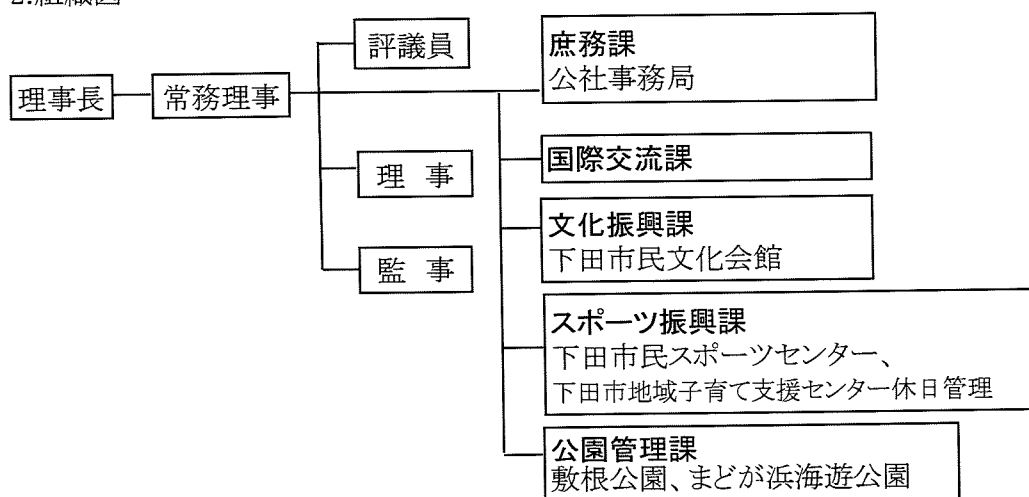 理事長
常務理事
評議員
理 事
監 事
庶務課
公社事務局
国際交流課
文化振興課
下田市民文化会館
スポーツ振興課
下田市民スポーツセンター、
下田市地域子育て支援センター休日管理
公園管理課
敷根公園、まどが浜海遊公園